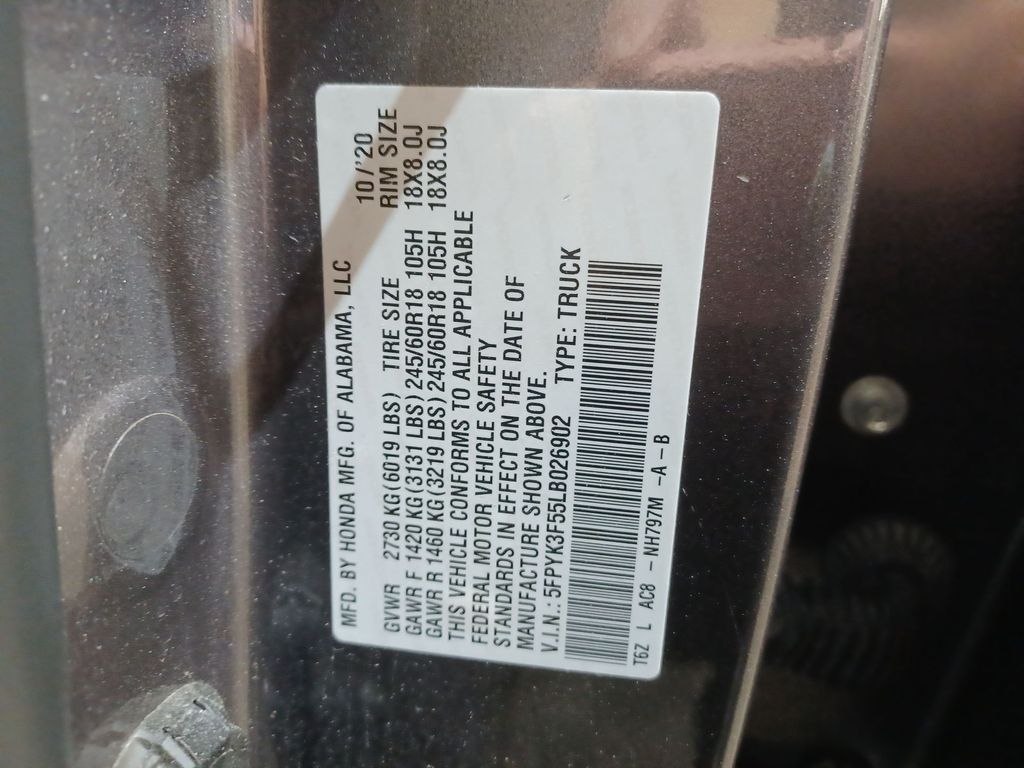 MFD. BY HONDA MFG. OF ALABAMA, LLC 10/'20
GVWR 2730 KG(6019 LBS) TIRE SIZE RIM SIZE
GAWR F 1420 KG(3131 LBS) 245/60R18 105H 18X8.0J
GAWR R 1460 KG(3219 LBS) 245/60R18 105H 18X8.0J
THIS VEHICLE CONFORMS TO ALL APPLICABLE
FEDERAL MOTOR VEHICLE SAFETY
STANDARDS IN EFFECT ON THE DATE OF
MANUFACTURE SHOWN ABOVE.
V.I.N.: 5FPYK3F55LB026902 TYPE: TRUCK
T6Z L AC8 - NH797M -A-B